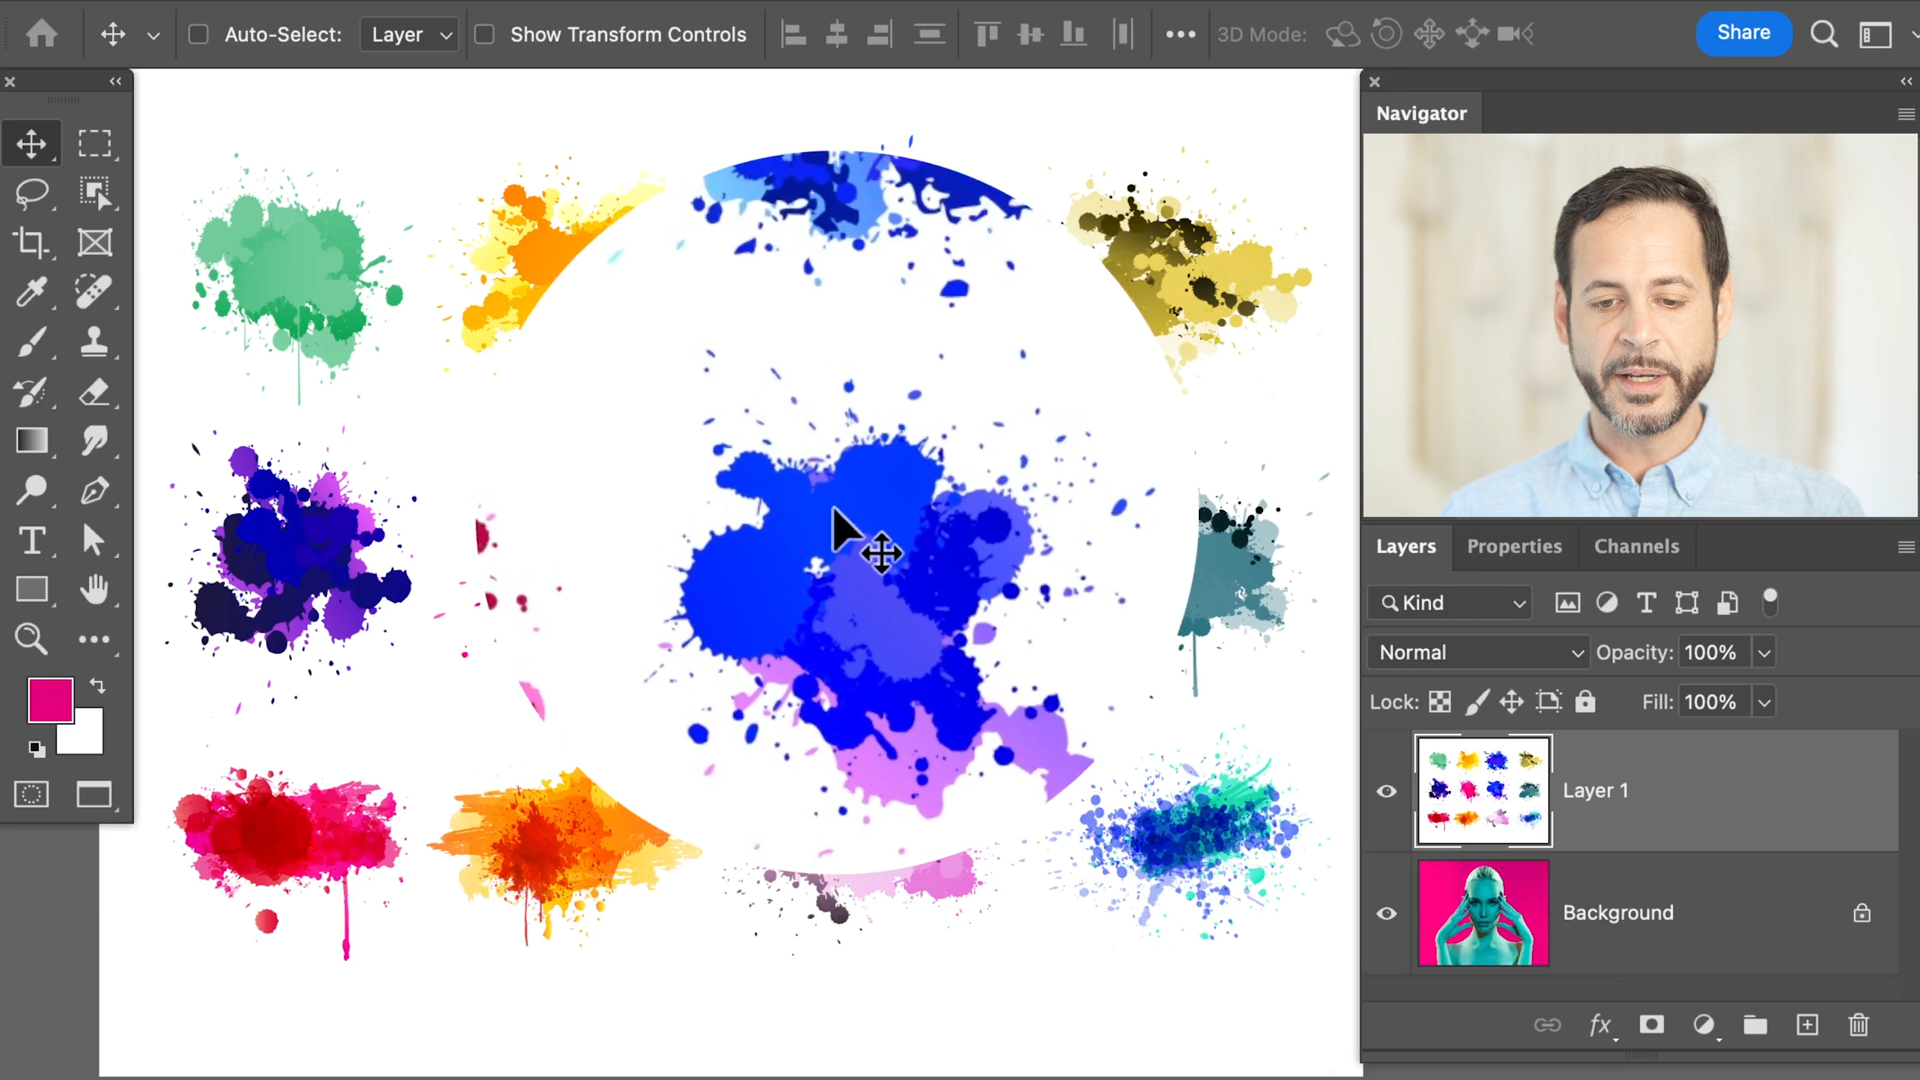 Auto-Select: Layer Show Transform Controls 3D Mode: Share
Navigator
Layers Properties Channels
Kind
Normal Opacity: 100%
Lock: Fill: 100%
Layer 1
Background